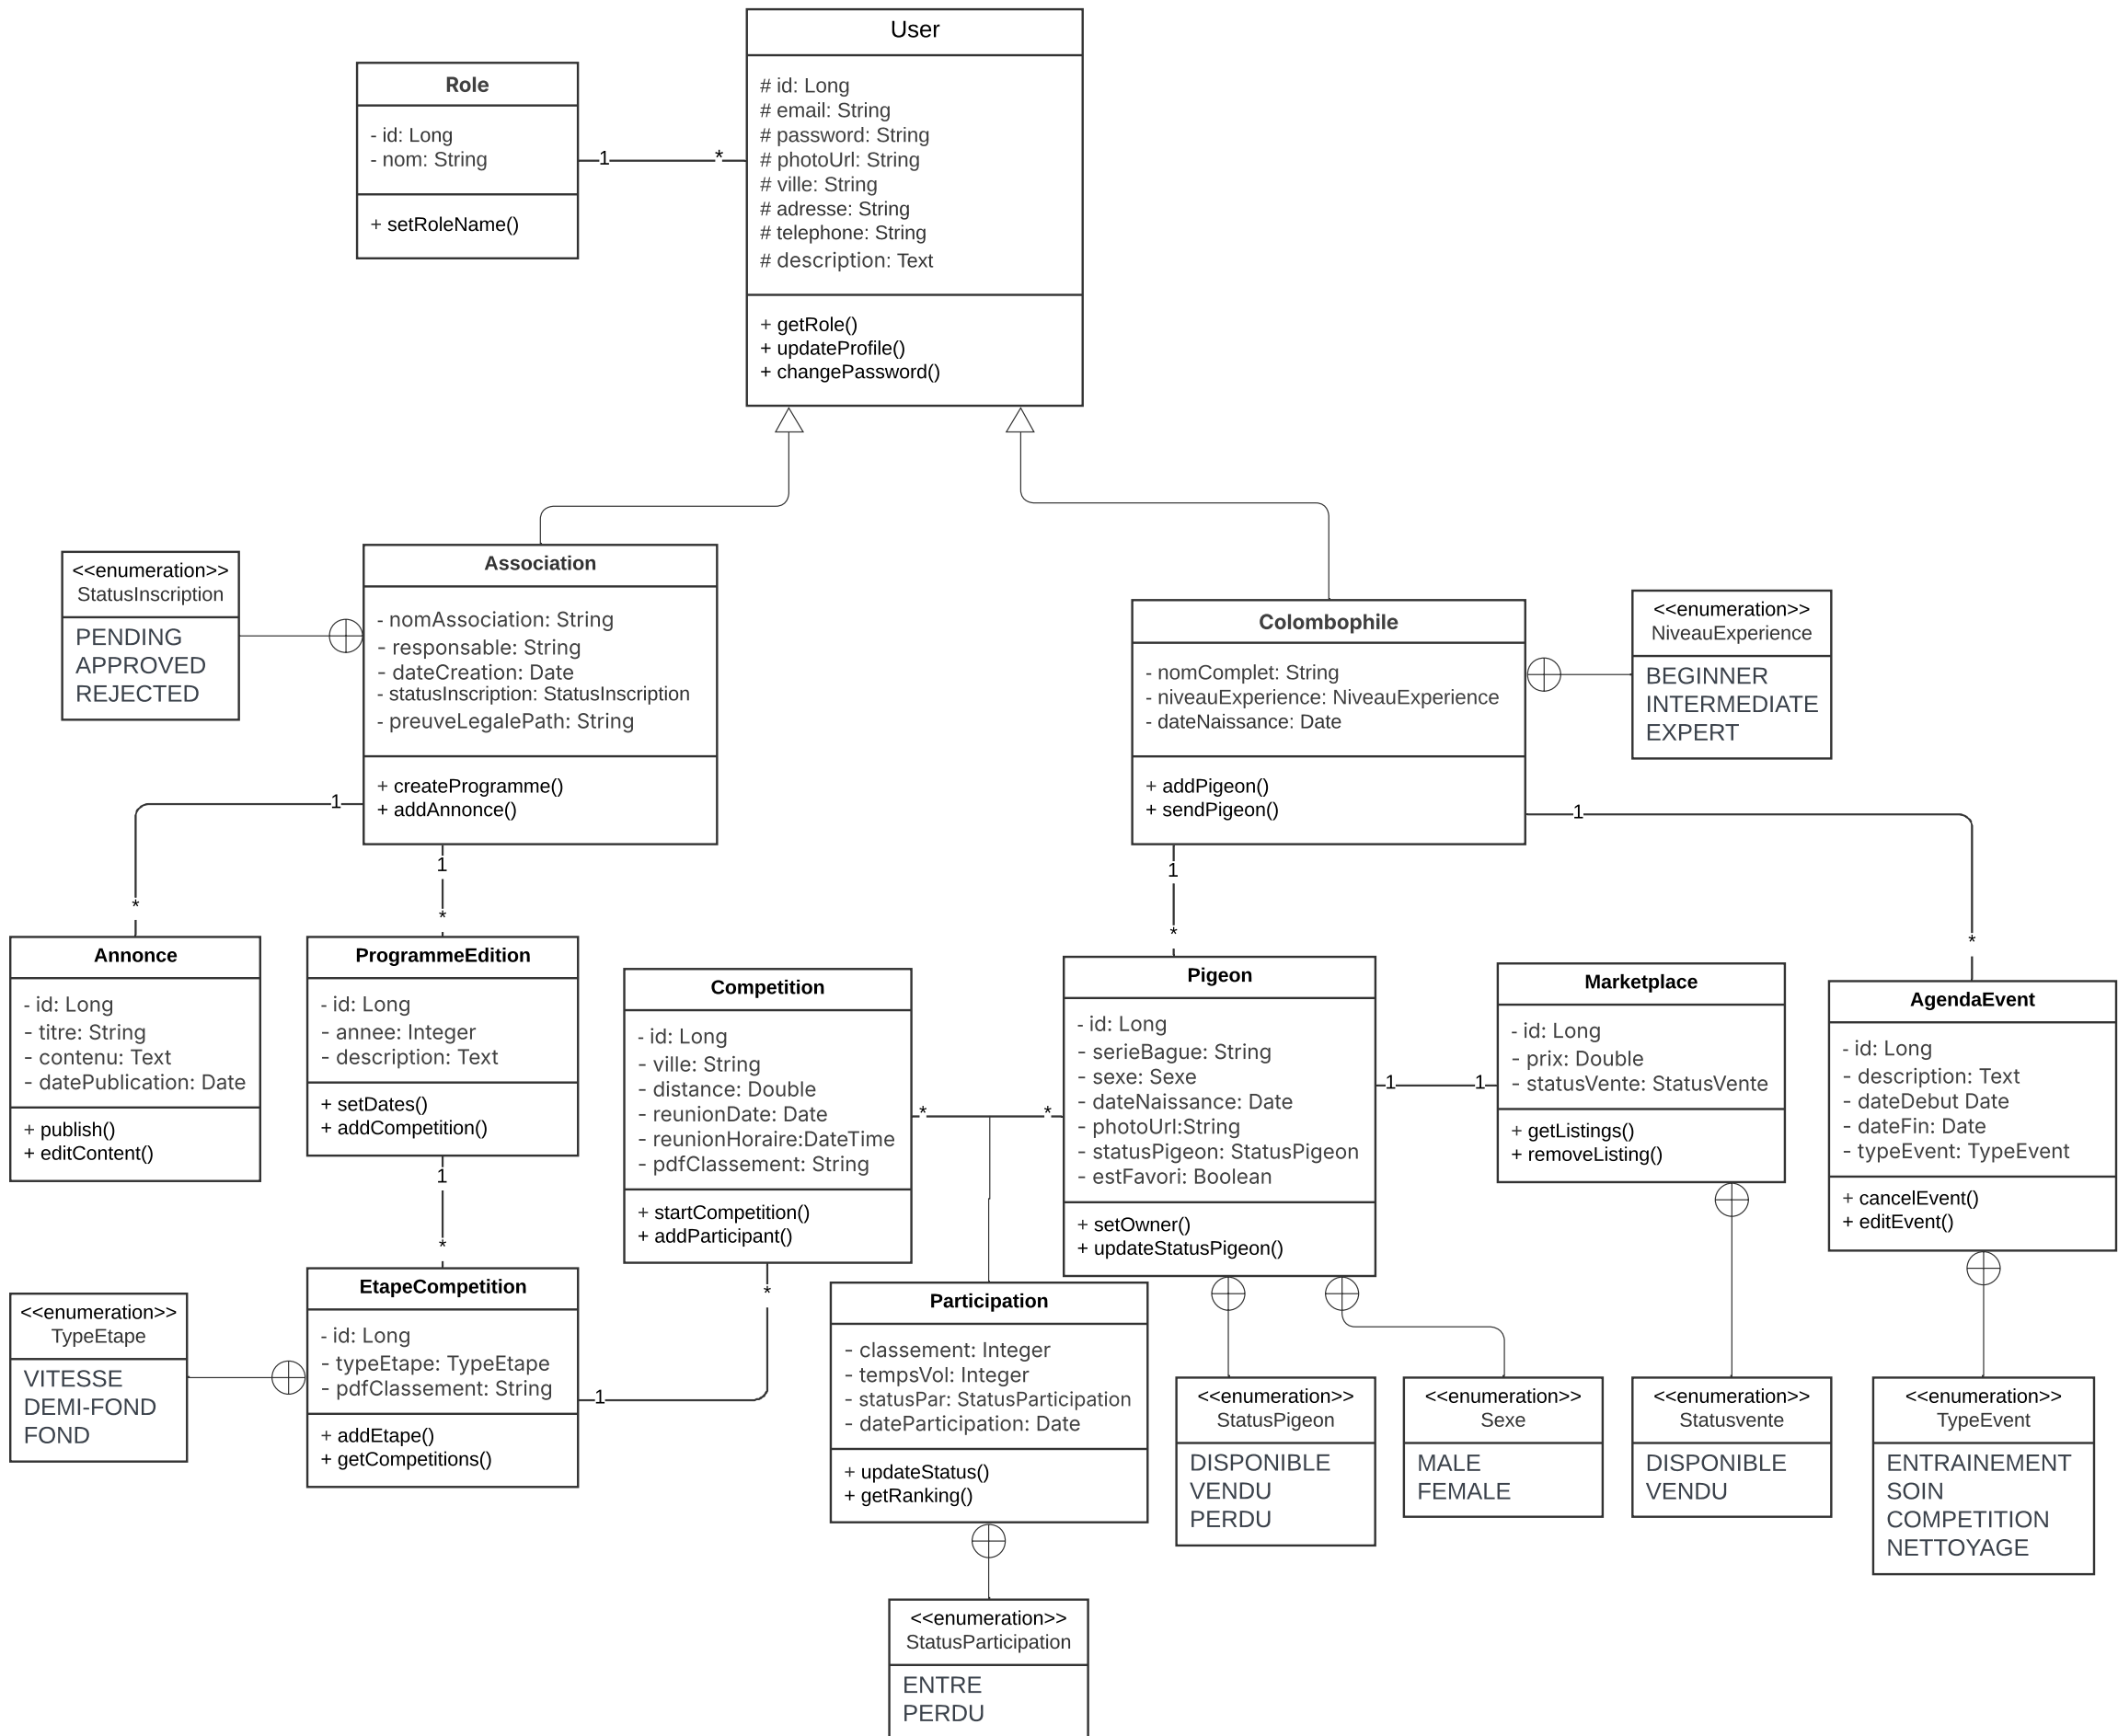 User
# id: Long
# email: String
# password: String
# photoUrl: String
# ville: String
# adresse: String
# telephone: String
# description: Text
+ getRole()
+ updateProfile()
+ changePassword()
Role
- id: Long
- nom: String
+ setRoleName()
1
*
<<enumeration>>
StatusInscription
PENDING
APPROVED
REJECTED
Association
- nomAssociation: String
- responsable: String
- dateCreation: Date
- statusInscription: StatusInscription
- preuveLegalePath: String
+ createProgramme()
+ addAnnonce()
Colombophile
- nomComplet: String
- niveauExperience: NiveauExperience
- dateNaissance: Date
+ addPigeon()
+ sendPigeon()
<<enumeration>>
NiveauExperience
BEGINNER
INTERMEDIATE
EXPERT
1
*
1
*
1
*
1
*
Annonce
- id: Long
- titre: String
- contenu: Text
- datePublication: Date
+ publish()
+ editContent()
ProgrammeEdition
- id: Long
- annee: Integer
- description: Text
+ setDates()
+ addCompetition()
Competition
- id: Long
- ville: String
- distance: Double
- reunionDate: Date
- reunionHoraire:DateTime
- pdfClassement: String
+ startCompetition()
+ addParticipant()
*
*
Pigeon
- id: Long
- serieBague: String
- sexe: Sexe
- dateNaissance: Date
- photoUrl:String
- statusPigeon: StatusPigeon
- estFavori: Boolean
+ setOwner()
+ updateStatusPigeon()
1
1
Marketplace
- id: Long
- prix: Double
- statusVente: StatusVente
+ getListings()
+ removeListing()
AgendaEvent
- id: Long
- description: Text
- dateDebut Date
- dateFin: Date
- typeEvent: TypeEvent
+ cancelEvent()
+ editEvent()
1
*
<<enumeration>>
TypeEtape
VITESSE
DEMI-FOND
FOND
EtapeCompetition
- id: Long
- typeEtape: TypeEtape
- pdfClassement: String
+ addEtape()
+ getCompetitions()
1
*
Participation
- classement: Integer
- tempsVol: Integer
- statusPar: StatusParticipation
- dateParticipation: Date
+ updateStatus()
+ getRanking()
<<enumeration>>
StatusPigeon
DISPONIBLE
VENDU
PERDU
<<enumeration>>
Sexe
MALE
FEMALE
<<enumeration>>
Statusvente
DISPONIBLE
VENDU
<<enumeration>>
TypeEvent
ENTRAINEMENT
SOIN
COMPETITION
NETTOYAGE
<<enumeration>>
StatusParticipation
ENTRE
PERDU